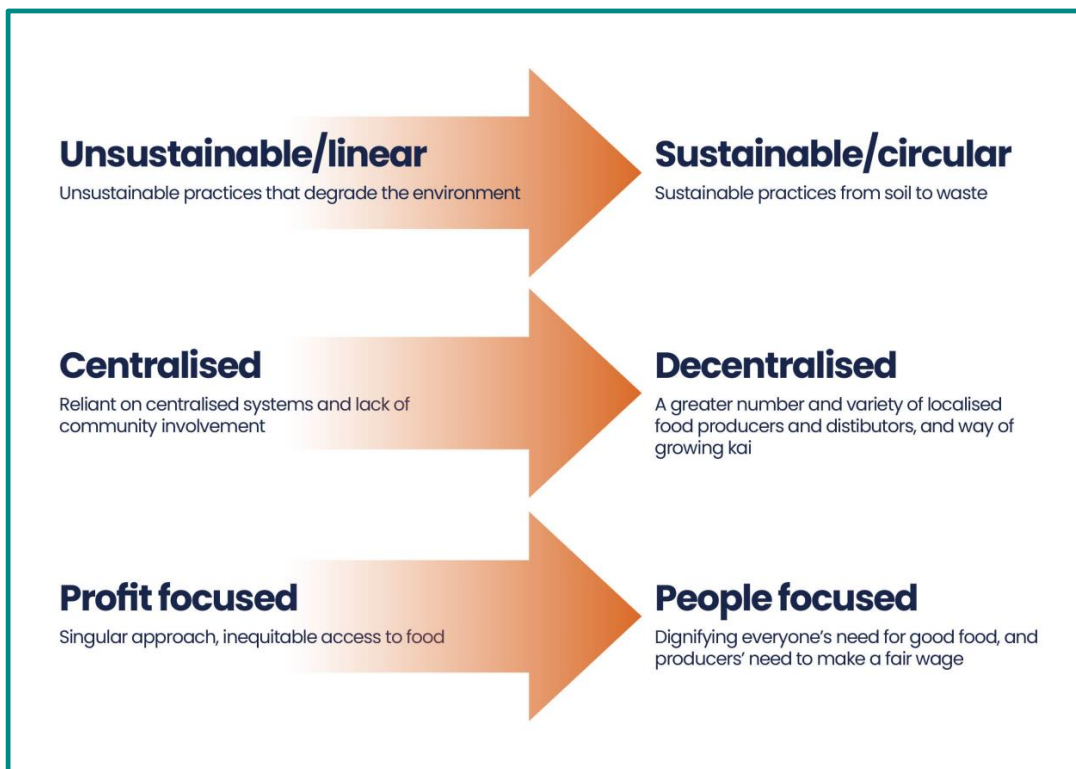 Unsustainable/linear
Unsustainable practices that degrade the environment
Sustainable/circular
Sustainable practices from soil to waste
Centralised
Reliant on centralised systems and lack of
community involvement
Decentralised
A greater number and variety of localised
food producers and distibutors, and way of
growing kai
Profit focused
Singular approach, inequitable access to food
People focused
Dignifying everyone’s need for good food, and
producers’ need to make a fair wage